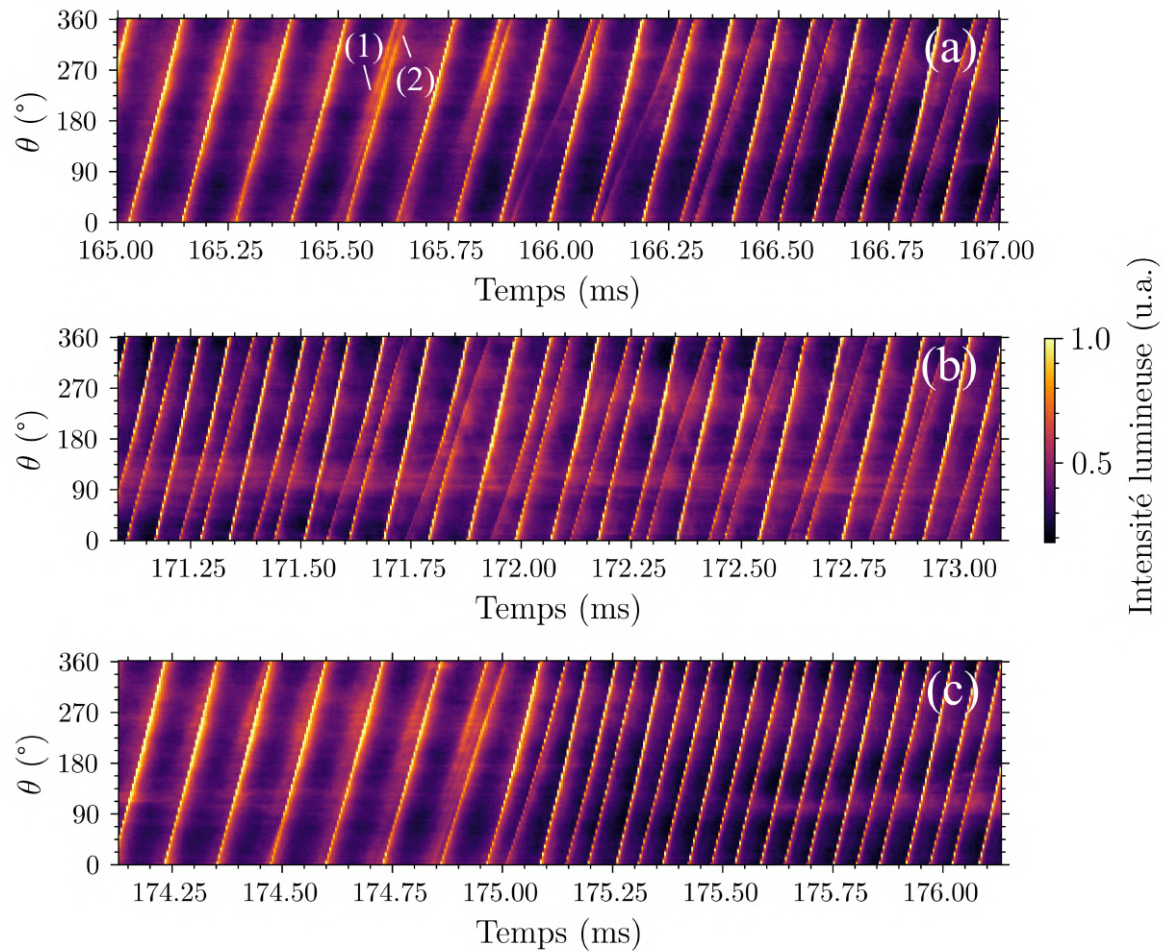 360
270
180
90
0
θ (°)
(1)
(2)
(a)
165.00 165.25 165.50 165.75 166.00 166.25 166.50 166.75 167.00
Temps (ms)
360
270
180
90
0
θ (°)
(b)
171.25 171.50 171.75 172.00 172.25 172.50 172.75 173.00
Temps (ms)
1.0
0.5
Intensité lumineuse (u.a.)
360
270
180
90
0
θ (°)
(c)
174.25 174.50 174.75 175.00 175.25 175.50 175.75 176.00
Temps (ms)